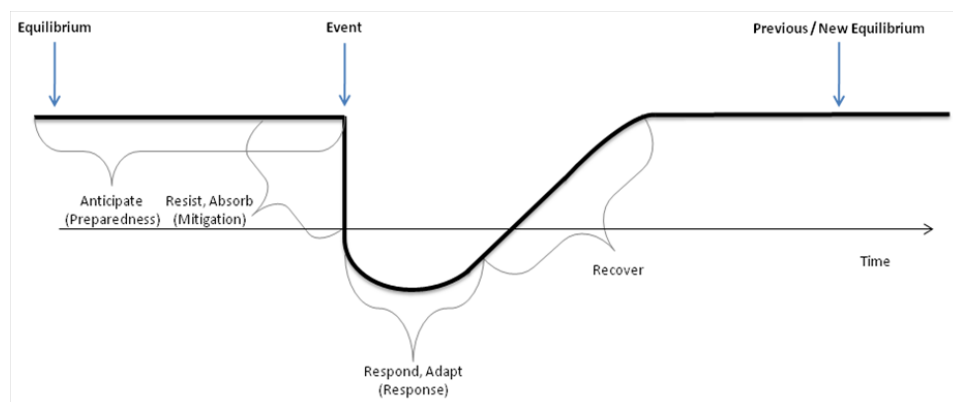 Equilibrium
Event
Previous / New Equilibrium
Anticipate
(Preparedness)
Resist, Absorb
(Mitigation)
Time
Recover
Respond, Adapt
(Response)